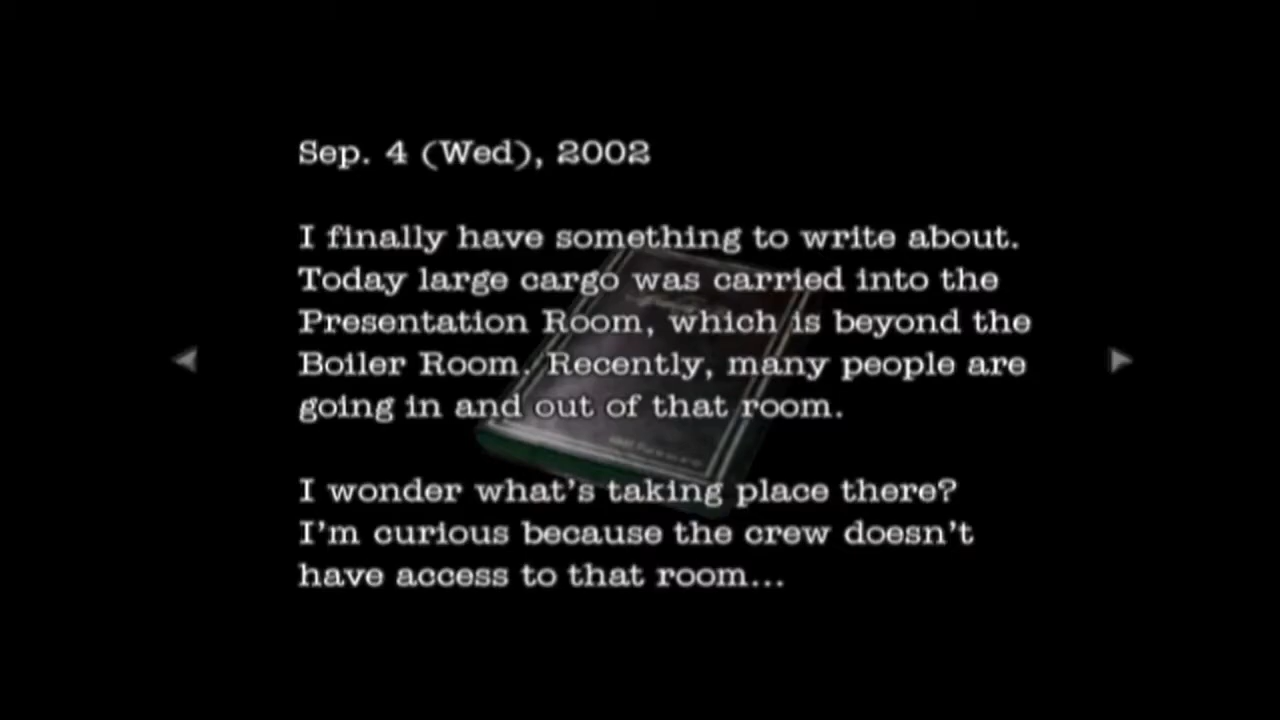 Sep. 4 (Wed), 2002
I finally have something to write about.
Today large cargo was carried into the
Presentation Room, which is beyond the
Boiler Room. Recently, many people are
going in and out of that room.
I wonder what's taking place there?
I'm curious because the crew doesn't
have access to that room...